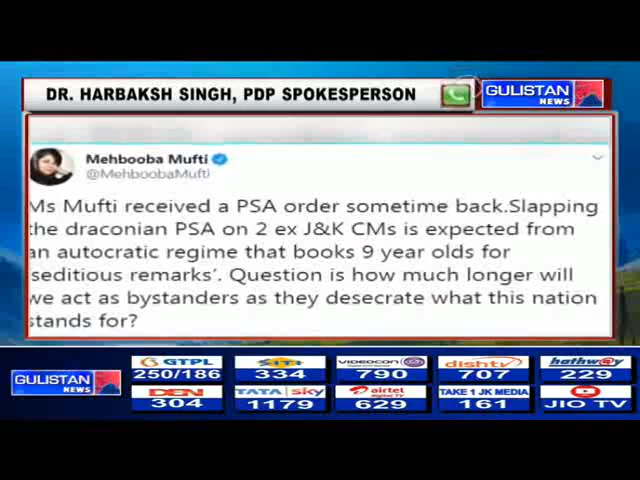 DR. HARBAKSH SINGH, PDP SPOKESPERSON
GULISTAN
NEWS
Mehbooba Mufti
@MehboobaMufti
Ms Mufti received a PSA order sometime back.Slapping
the draconian PSA on 2 ex J&K CMs is expected from
an autocratic regime that books 9 year olds for
seditious remarks'. Question is how much longer will
we act as bystanders as they desecrate what this nation
stands for?
GULISTAN
NEWS
GTPL
250/186
SITI
334
VIDEOCON d2h
790
dishtv
707
hathway
229
DEN
304
TATA sky
1179
airtel
digital TV
629
TAKE 1 JK MEDIA
161
JIO TV